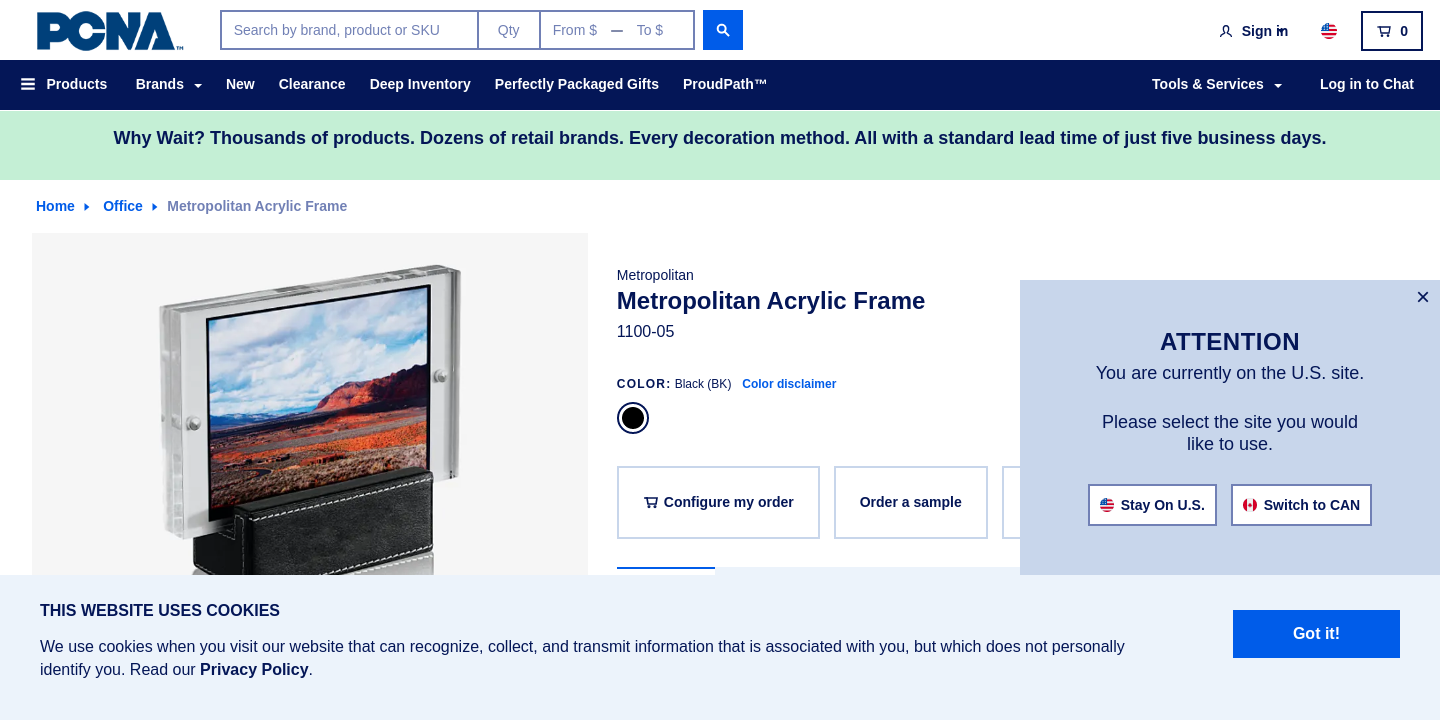 PCNA™
Search by brand, product or SKU
Qty
From $ — To $
Sign in
0
Products
Brands
New
Clearance
Deep Inventory
Perfectly Packaged Gifts
ProudPath™
Tools & Services
Log in to Chat
Why Wait? Thousands of products. Dozens of retail brands. Every decoration method. All with a standard lead time of just five business days.
Home
Office
Metropolitan Acrylic Frame
Metropolitan
Metropolitan Acrylic Frame
1100-05
COLOR: Black (BK) Color disclaimer
Configure my order
Order a sample
ATTENTION
You are currently on the U.S. site.
Please select the site you would
like to use.
Stay On U.S.
Switch to CAN
THIS WEBSITE USES COOKIES
We use cookies when you visit our website that can recognize, collect, and transmit information that is associated with you, but which does not personally
identify you. Read our Privacy Policy.
Got it!